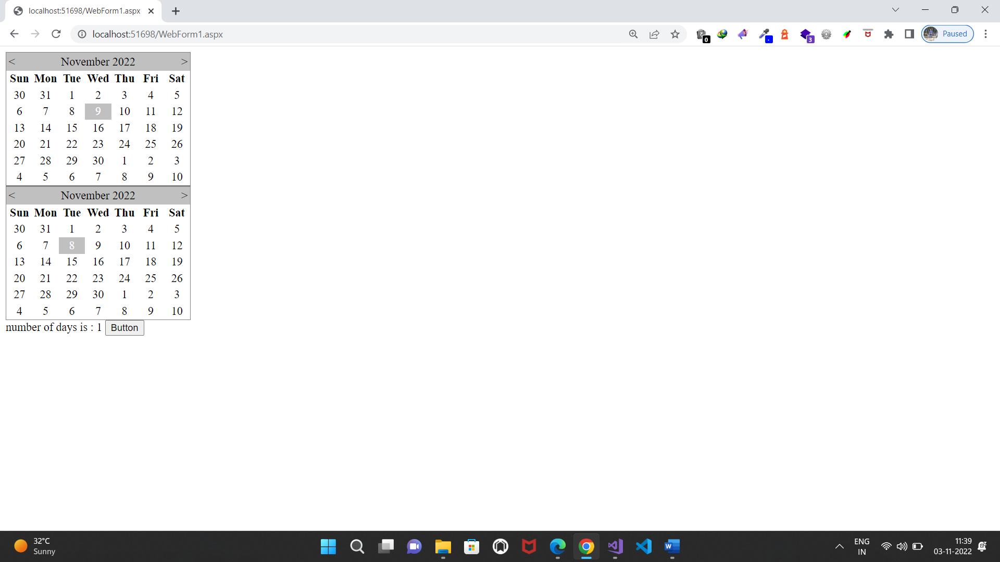 localhost:51698/WebForm1.aspx
localhost:51698/WebForm1.aspx
0
3
Paused
< November 2022 >
Sun Mon Tue Wed Thu Fri Sat
30 31 1 2 3 4 5
6 7 8 9 10 11 12
13 14 15 16 17 18 19
20 21 22 23 24 25 26
27 28 29 30 1 2 3
4 5 6 7 8 9 10
< November 2022 >
Sun Mon Tue Wed Thu Fri Sat
30 31 1 2 3 4 5
6 7 8 9 10 11 12
13 14 15 16 17 18 19
20 21 22 23 24 25 26
27 28 29 30 1 2 3
4 5 6 7 8 9 10
number of days is : 1 Button
32°C
Sunny
W
ENG
IN
11:39
03-11-2022